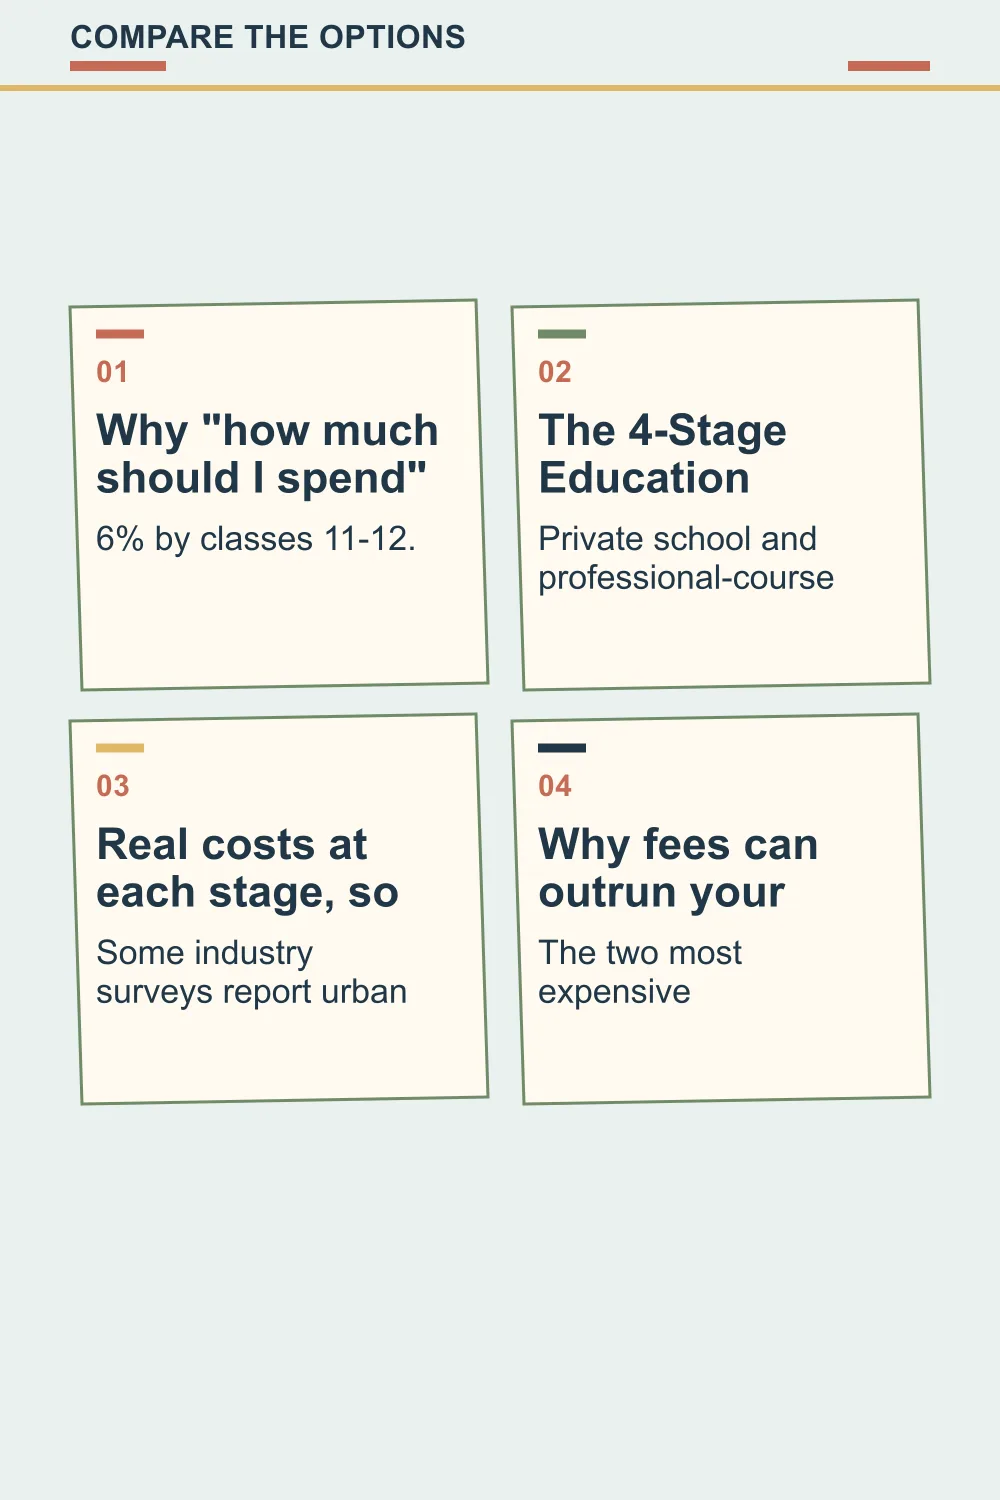 COMPARE THE OPTIONS
01
Why "how much
should I spend"
6% by classes 11-12.
02
The 4-Stage
Education
Private school and
professional-course
03
Real costs at
each stage, so
Some industry
surveys report urban
04
Why fees can
outrun your
The two most
expensive